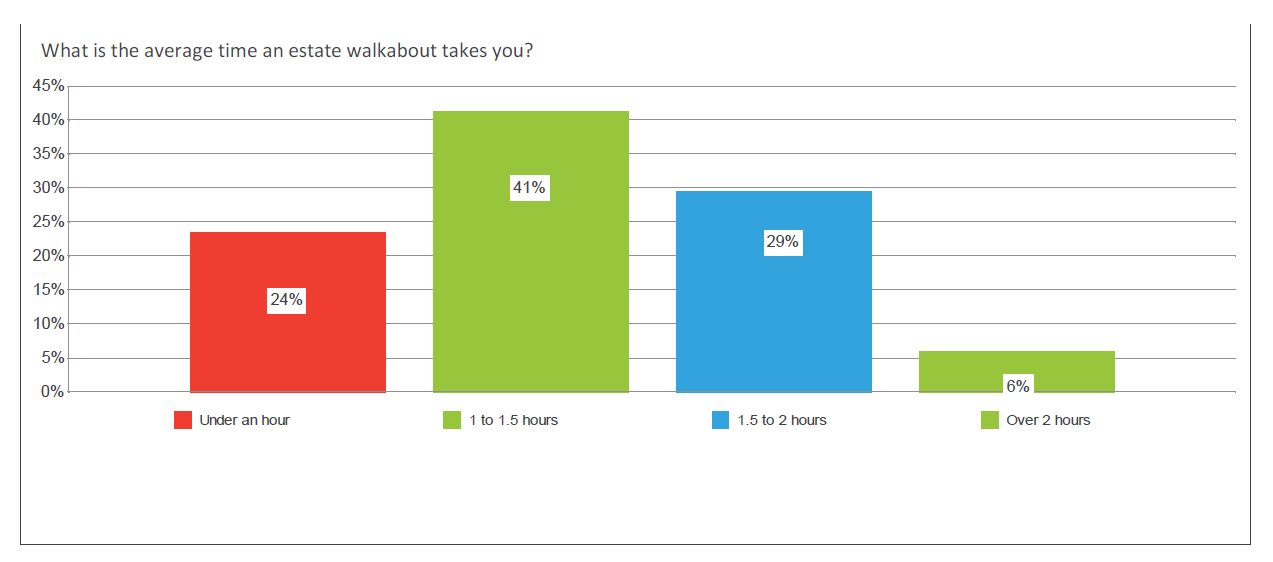 What is the average time an estate walkabout takes you?
45%
40%
35%
30%
25%
20%
15%
10%
5%
0%
24%
41%
29%
6%
Under an hour
1 to 1.5 hours
1.5 to 2 hours
Over 2 hours